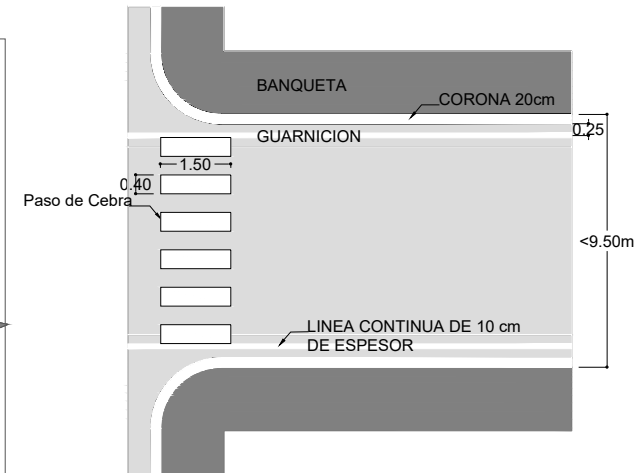 BANQUETA
CORONA 20cm
GUARNICION
0.25
1.50
0.40
Paso de Cebra
<9.50m
LINEA CONTINUA DE 10 cm
DE ESPESOR